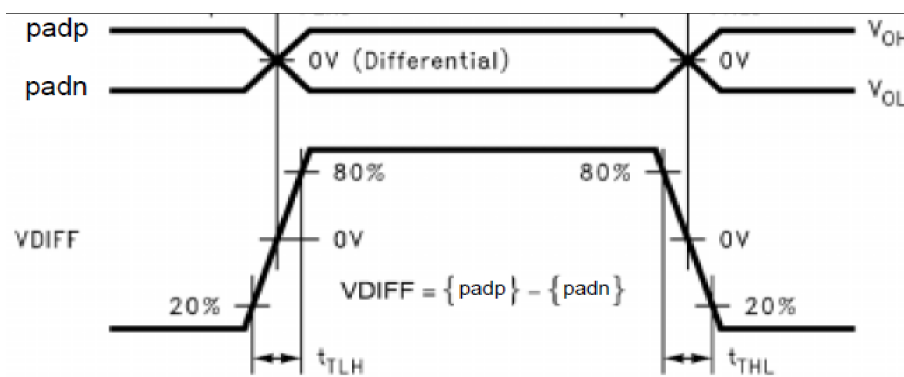 padp
0V (Differential)
0V
VOH
padn
VOL
80%
80%
VDIFF
0V
0V
VDIFF = {padp} − {padn}
20%
20%
tTLH
tTHL